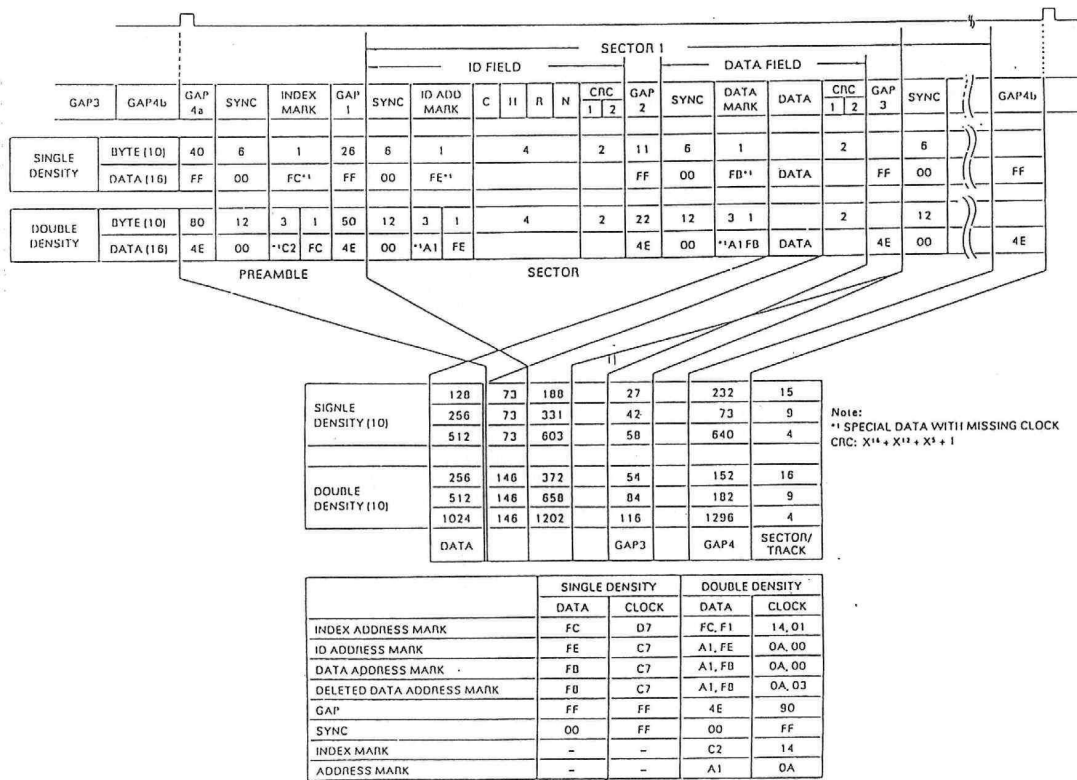 SECTOR 1
ID FIELD DATA FIELD
GAP3 GAP4b GAP 4a SYNC INDEX MARK GAP 1 SYNC ID ADD MARK C H R N CRC 1 2 GAP 2 SYNC DATA MARK DATA CRC 1 2 GAP 3 SYNC GAP4b
SINGLE DENSITY
BYTE (10) 40 6 1 26 6 1 4 2 11 6 1 2 6
DATA (16) FF 00 FC*1 FF 00 FE*1 FF 00 FB*1 DATA FF 00 FF
DOUBLE DENSITY
BYTE (10) 80 12 3 1 50 12 3 1 4 2 22 12 3 1 2 12
DATA (16) 4E 00 *1C2 FC 4E 00 *1A1 FE 4E 00 *1A1 FB DATA 4E 00 4E
PREAMBLE SECTOR
SIGNLE DENSITY (10)
128 73 188 27 232 15
256 73 331 42 73 9
512 73 603 58 640 4
DOUBLE DENSITY (10)
256 146 372 54 152 16
512 146 658 84 182 9
1024 146 1202 116 1296 4
DATA GAP3 GAP4 SECTOR/TRACK
Note:
*1 SPECIAL DATA WITH MISSING CLOCK
CRC: X16 + X12 + X5 + 1
SINGLE DENSITY DOUBLE DENSITY
DATA CLOCK DATA CLOCK
INDEX ADDRESS MARK FC D7 FC, F1 14, 01
ID ADDRESS MARK FE C7 A1, FE 0A, 00
DATA ADDRESS MARK FB C7 A1, FB 0A, 00
DELETED DATA ADDRESS MARK FB C7 A1, FB 0A, 03
GAP FF FF 4E 90
SYNC 00 FF 00 FF
INDEX MARK – – C2 14
ADDRESS MARK – – A1 0A